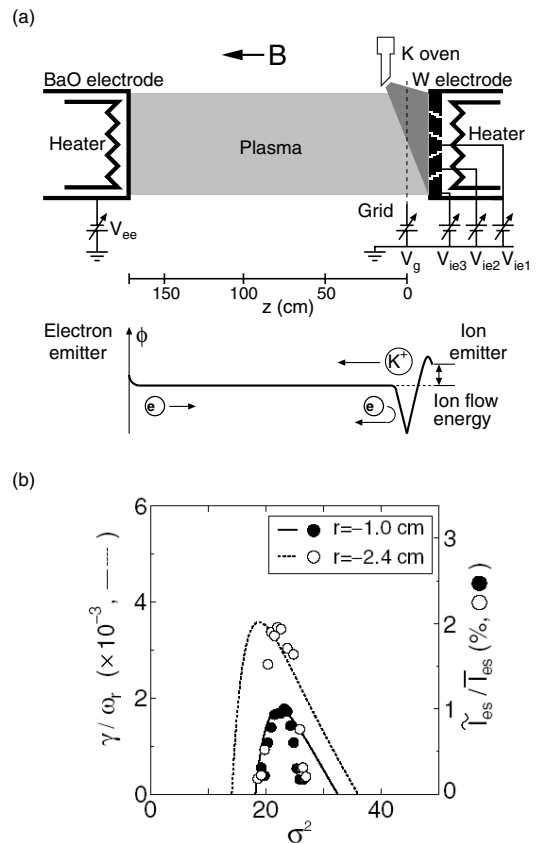 (a)
B
K oven
BaO electrode
W electrode
Heater
Plasma
Heater
Grid
V_ee
V_g
V_ie3
V_ie2
V_ie1
150
100
50
0
z (cm)
Electron emitter
ϕ
K⁺
Ion emitter
e
e
Ion flow energy
(b)
6
4
2
0
γ/ω_r (×10⁻³, — ----)
r=−1.0 cm
r=−2.4 cm
3
2
1
0
Ĩ_es / Ī_es (%, ○ ●)
0
20
40
σ²